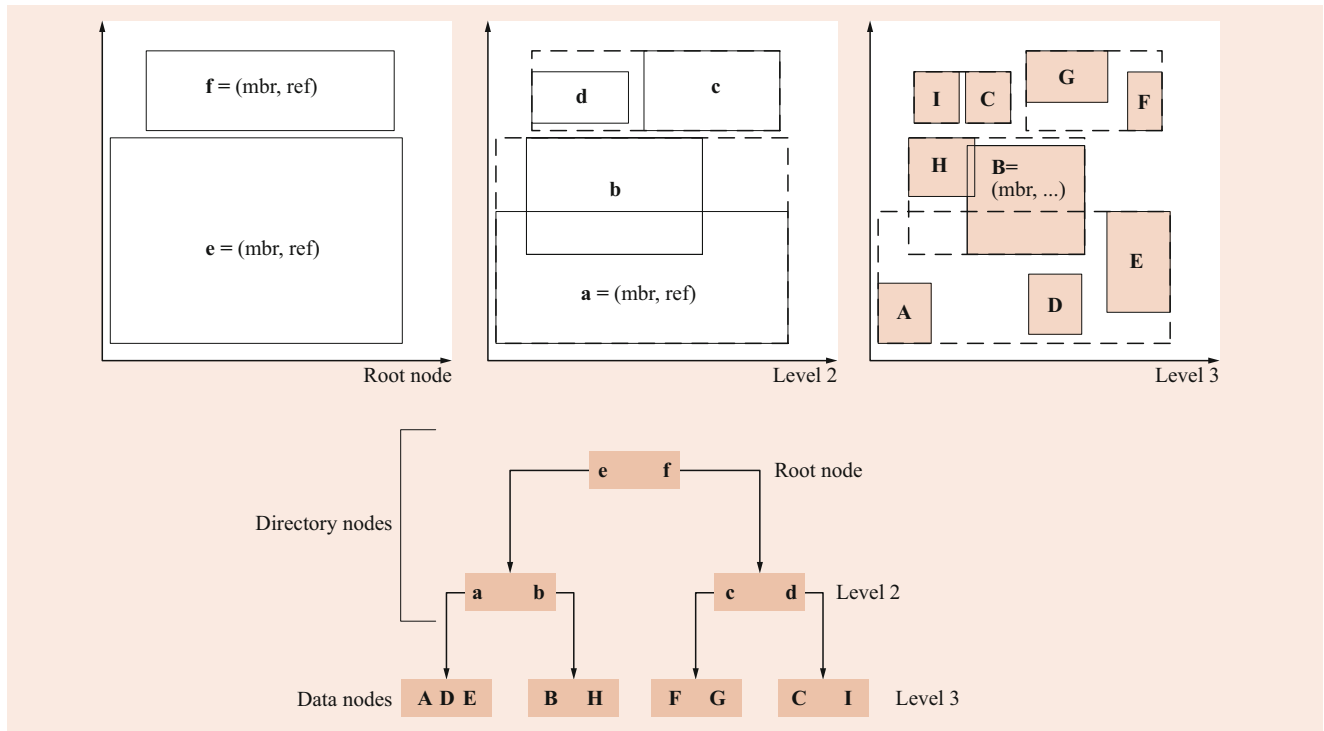 f = (mbr, ref)
e = (mbr, ref)
Root node
d
c
b
a = (mbr, ref)
Level 2
I
C
G
F
H
B=
(mbr, ...)
E
A
D
Level 3
e f
Root node
Directory nodes
a b
c d
Level 2
Data nodes
A D E
B H
F G
C I
Level 3